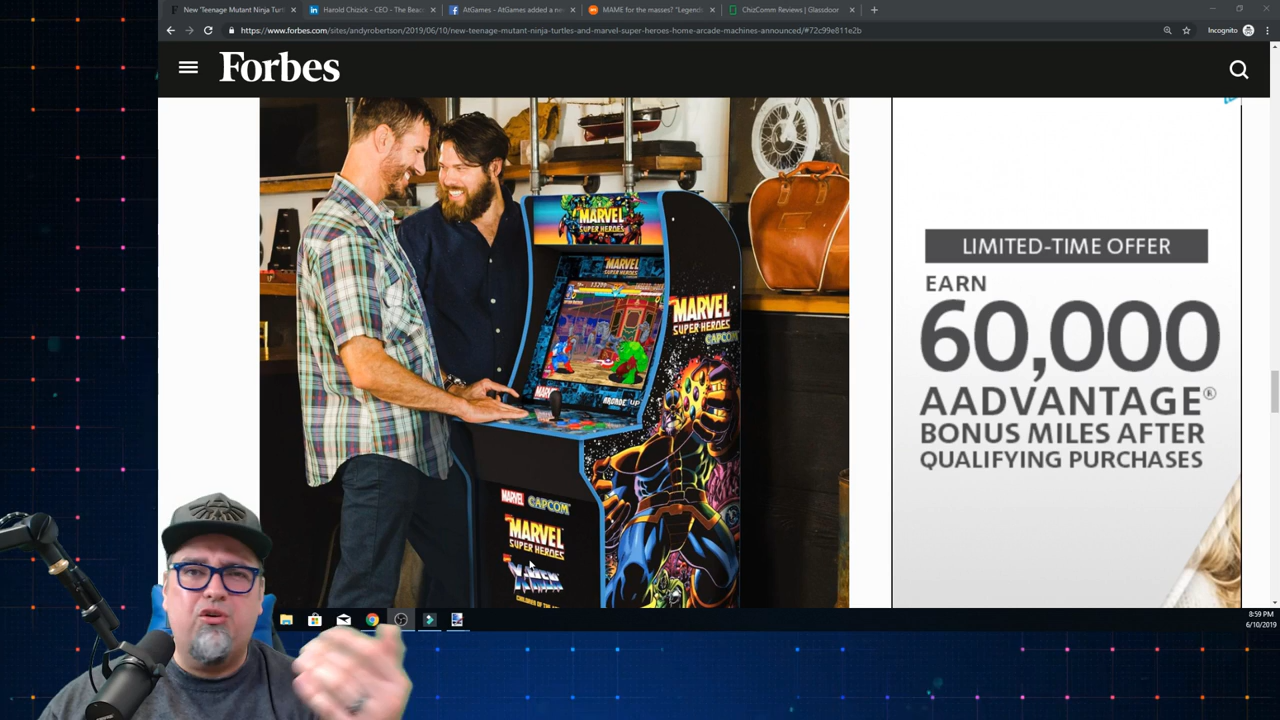 New 'Teenage Mutant Ninja Turt
Harold Chizick - CEO - The Beac
AtGames - AtGames added a ne
MAME for the masses? "Legend
ChizComm Reviews | Glassdoor
https://www.forbes.com/sites/andyrobertson/2019/06/10/new-teenage-mutant-ninja-turtles-and-marvel-super-heroes-home-arcade-machines-announced/#72c99e811e2b
Incognito
Forbes
MARVEL
SUPER HEROES
MARVEL
SUPER HEROES
MARVEL
SUPER HEROES
CAPCOM
MARVEL
ARCADE1UP
MARVEL CAPCOM
MARVEL
SUPER HEROES
X-MEN
LIMITED-TIME OFFER
EARN
60,000
AADVANTAGE®
BONUS MILES AFTER
QUALIFYING PURCHASES
8:59 PM
6/10/2019